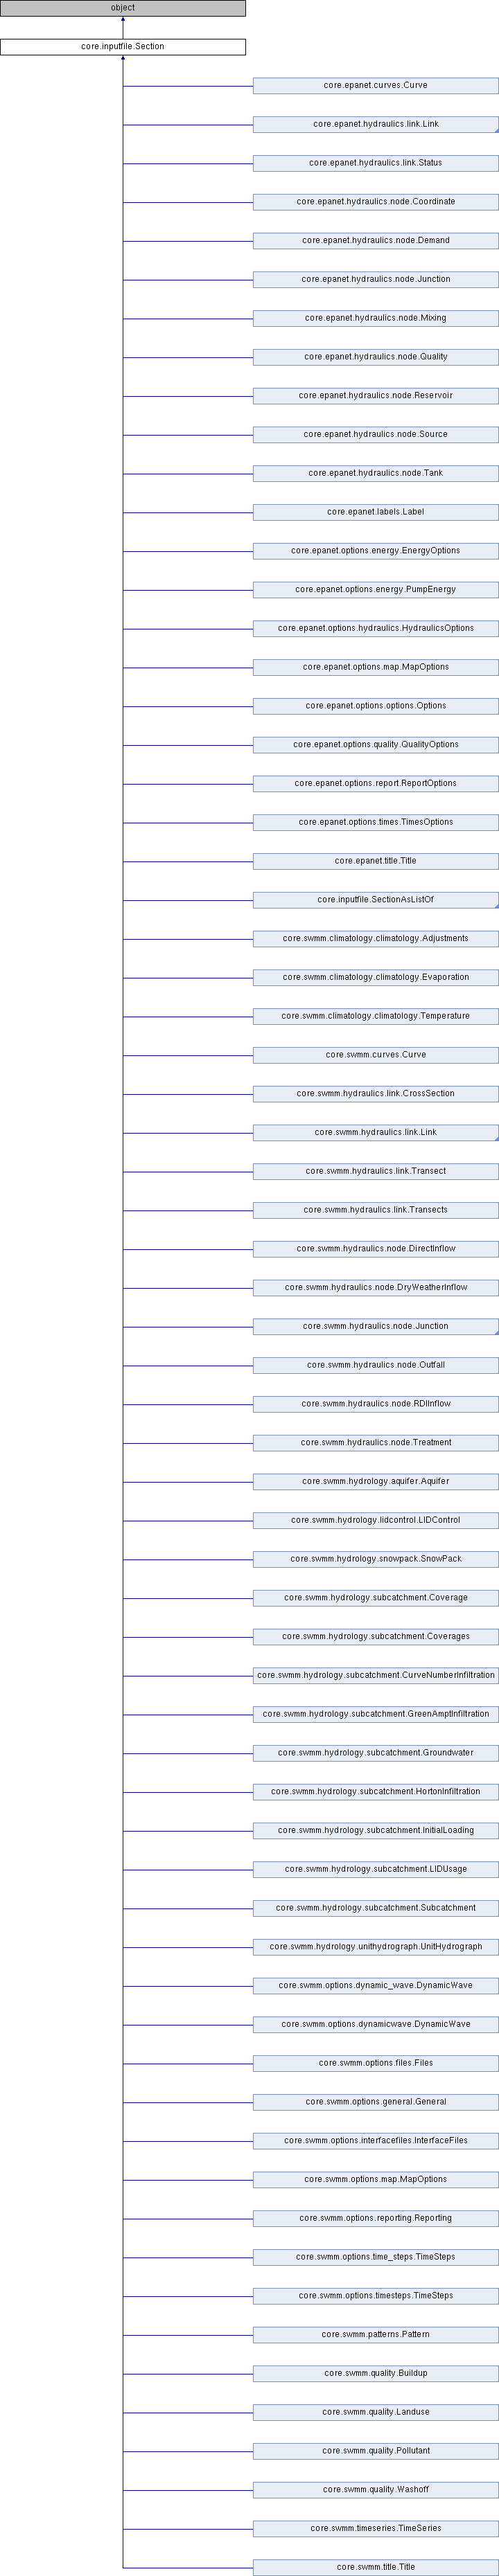 object
core.inputfile.Section
core.epanet.curves.Curve
core.epanet.hydraulics.link.Link
core.epanet.hydraulics.link.Status
core.epanet.hydraulics.node.Coordinate
core.epanet.hydraulics.node.Demand
core.epanet.hydraulics.node.Junction
core.epanet.hydraulics.node.Mixing
core.epanet.hydraulics.node.Quality
core.epanet.hydraulics.node.Reservoir
core.epanet.hydraulics.node.Source
core.epanet.hydraulics.node.Tank
core.epanet.labels.Label
core.epanet.options.energy.EnergyOptions
core.epanet.options.energy.PumpEnergy
core.epanet.options.hydraulics.HydraulicsOptions
core.epanet.options.map.MapOptions
core.epanet.options.options.Options
core.epanet.options.quality.QualityOptions
core.epanet.options.report.ReportOptions
core.epanet.options.times.TimesOptions
core.epanet.title.Title
core.inputfile.SectionAsListOf
core.swmm.climatology.climatology.Adjustments
core.swmm.climatology.climatology.Evaporation
core.swmm.climatology.climatology.Temperature
core.swmm.curves.Curve
core.swmm.hydraulics.link.CrossSection
core.swmm.hydraulics.link.Link
core.swmm.hydraulics.link.Transect
core.swmm.hydraulics.link.Transects
core.swmm.hydraulics.node.DirectInflow
core.swmm.hydraulics.node.DryWeatherInflow
core.swmm.hydraulics.node.Junction
core.swmm.hydraulics.node.Outfall
core.swmm.hydraulics.node.RDIInflow
core.swmm.hydraulics.node.Treatment
core.swmm.hydrology.aquifer.Aquifer
core.swmm.hydrology.lidcontrol.LIDControl
core.swmm.hydrology.snowpack.SnowPack
core.swmm.hydrology.subcatchment.Coverage
core.swmm.hydrology.subcatchment.Coverages
core.swmm.hydrology.subcatchment.CurveNumberInfiltration
core.swmm.hydrology.subcatchment.GreenAmptInfiltration
core.swmm.hydrology.subcatchment.Groundwater
core.swmm.hydrology.subcatchment.HortonInfiltration
core.swmm.hydrology.subcatchment.InitialLoading
core.swmm.hydrology.subcatchment.LIDUsage
core.swmm.hydrology.subcatchment.Subcatchment
core.swmm.hydrology.unithydrograph.UnitHydrograph
core.swmm.options.dynamic_wave.DynamicWave
core.swmm.options.dynamicwave.DynamicWave
core.swmm.options.files.Files
core.swmm.options.general.General
core.swmm.options.interfacefiles.InterfaceFiles
core.swmm.options.map.MapOptions
core.swmm.options.reporting.Reporting
core.swmm.options.time_steps.TimeSteps
core.swmm.options.timesteps.TimeSteps
core.swmm.patterns.Pattern
core.swmm.quality.Buildup
core.swmm.quality.Landuse
core.swmm.quality.Pollutant
core.swmm.quality.Washoff
core.swmm.timeseries.TimeSeries
core.swmm.title.Title